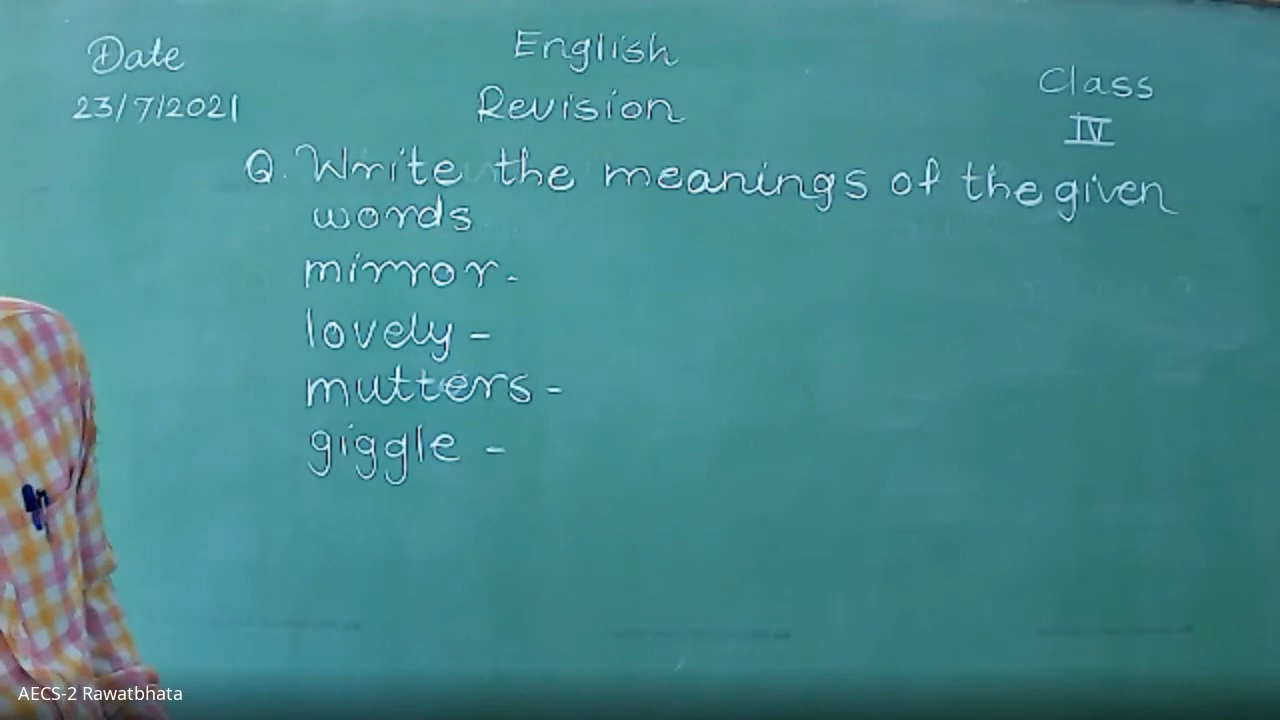 Date
23/7/2021
English
Revision
Class
IV
Q. Write the meanings of the given
words
mirror -
lovely -
mutters -
giggle -
AECS-2 Rawatbhata